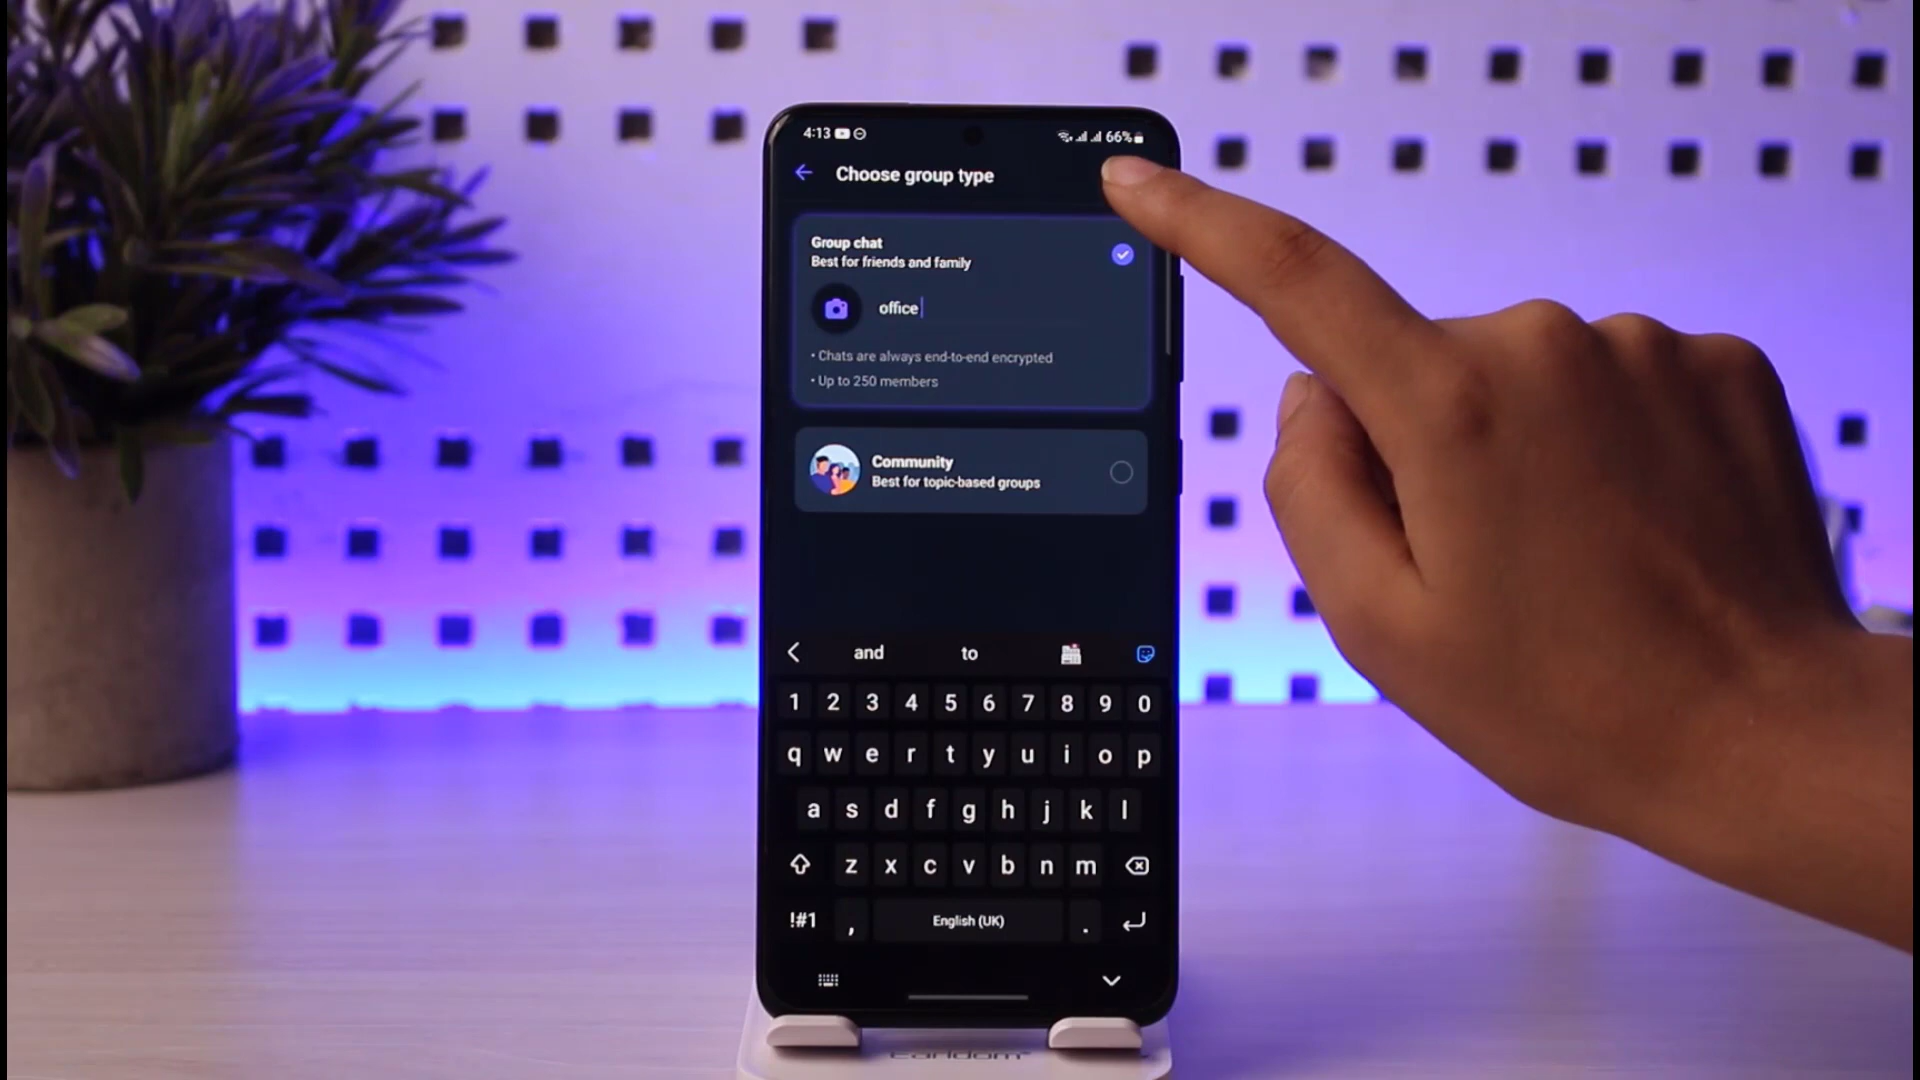 4:13
66%
Choose group type
Group chat
Best for friends and family
office
• Chats are always end-to-end encrypted
• Up to 250 members
Community
Best for topic-based groups
and to
1 2 3 4 5 6 7 8 9 0
q w e r t y u i o p
a s d f g h j k l
z x c v b n m
!#1 , English (UK) .
Earldom